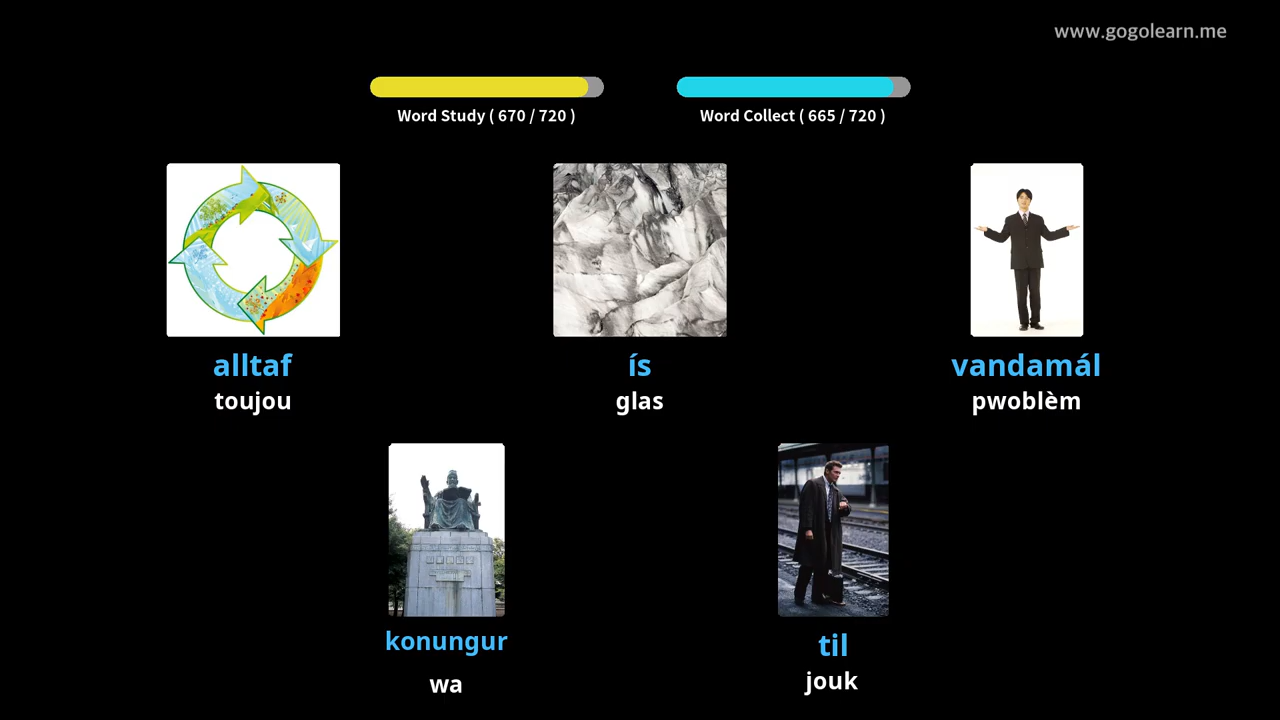 www.gogolearn.me
Word Study ( 670 / 720 )
Word Collect ( 665 / 720 )
alltaf
toujou
ís
glas
vandamál
pwoblèm
konungur
wa
til
jouk